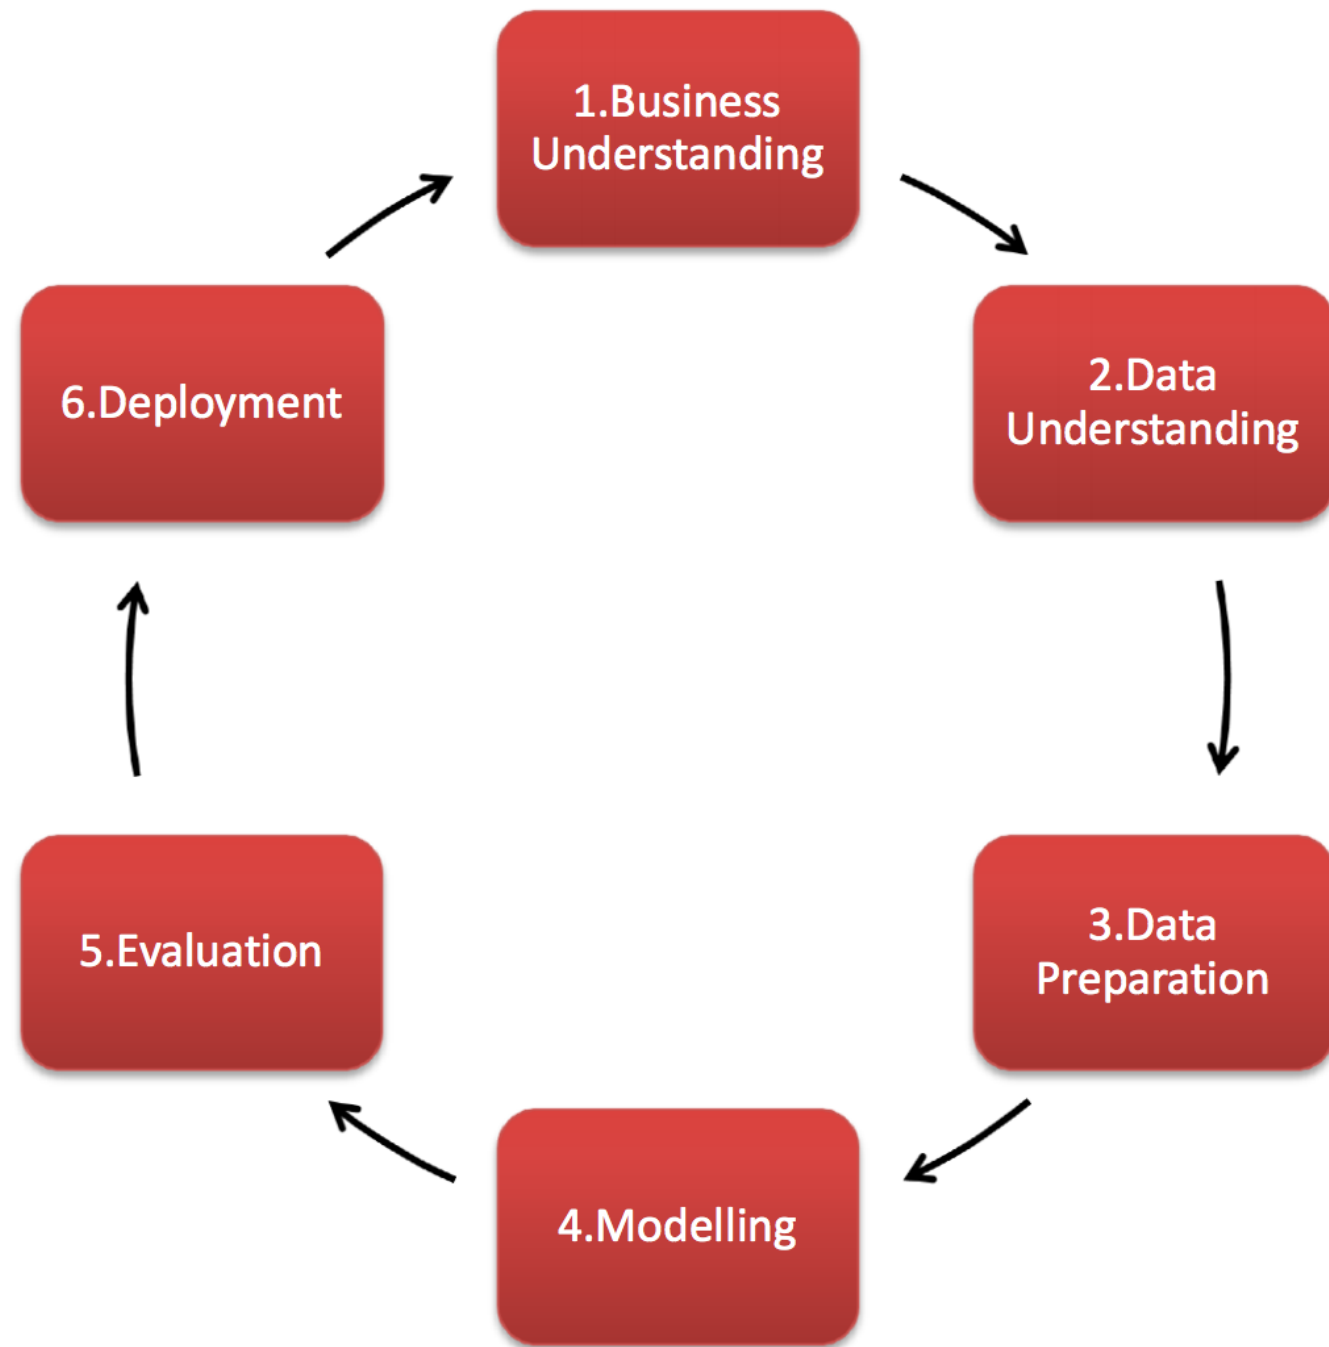 1.Business
Understanding
2.Data
Understanding
3.Data
Preparation
4.Modelling
5.Evaluation
6.Deployment